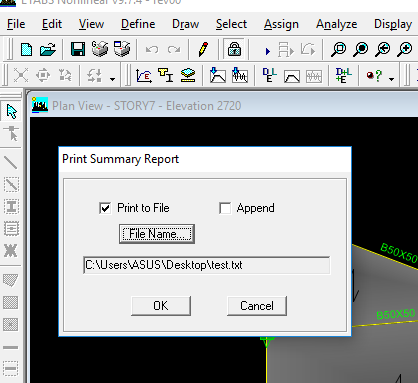 ETABS Nonlinear v9.7.4 - rev00
File Edit View Define Draw Select Assign Analyze Display
D L E
D+L E
Plan View - STORY7 - Elevation 2720
Print Summary Report
Print to File Append
File Name...
C:\Users\ASUS\Desktop\test.txt
OK Cancel
B50X50
B50X50